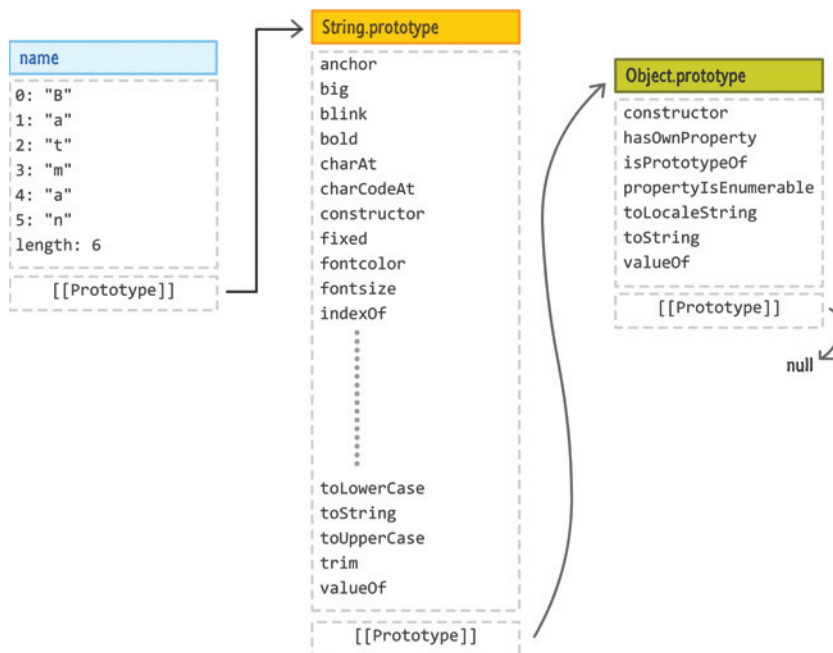 name
0: "B"
1: "a"
2: "t"
3: "m"
4: "a"
5: "n"
length: 6
[[Prototype]]
String.prototype
anchor
big
blink
bold
charAt
charCodeAt
constructor
fixed
fontcolor
fontsize
indexOf
toLowerCase
toString
toUpperCase
trim
valueOf
[[Prototype]]
Object.prototype
constructor
hasOwnProperty
isPrototypeOf
propertyIsEnumerable
toLocaleString
toString
valueOf
[[Prototype]]
null